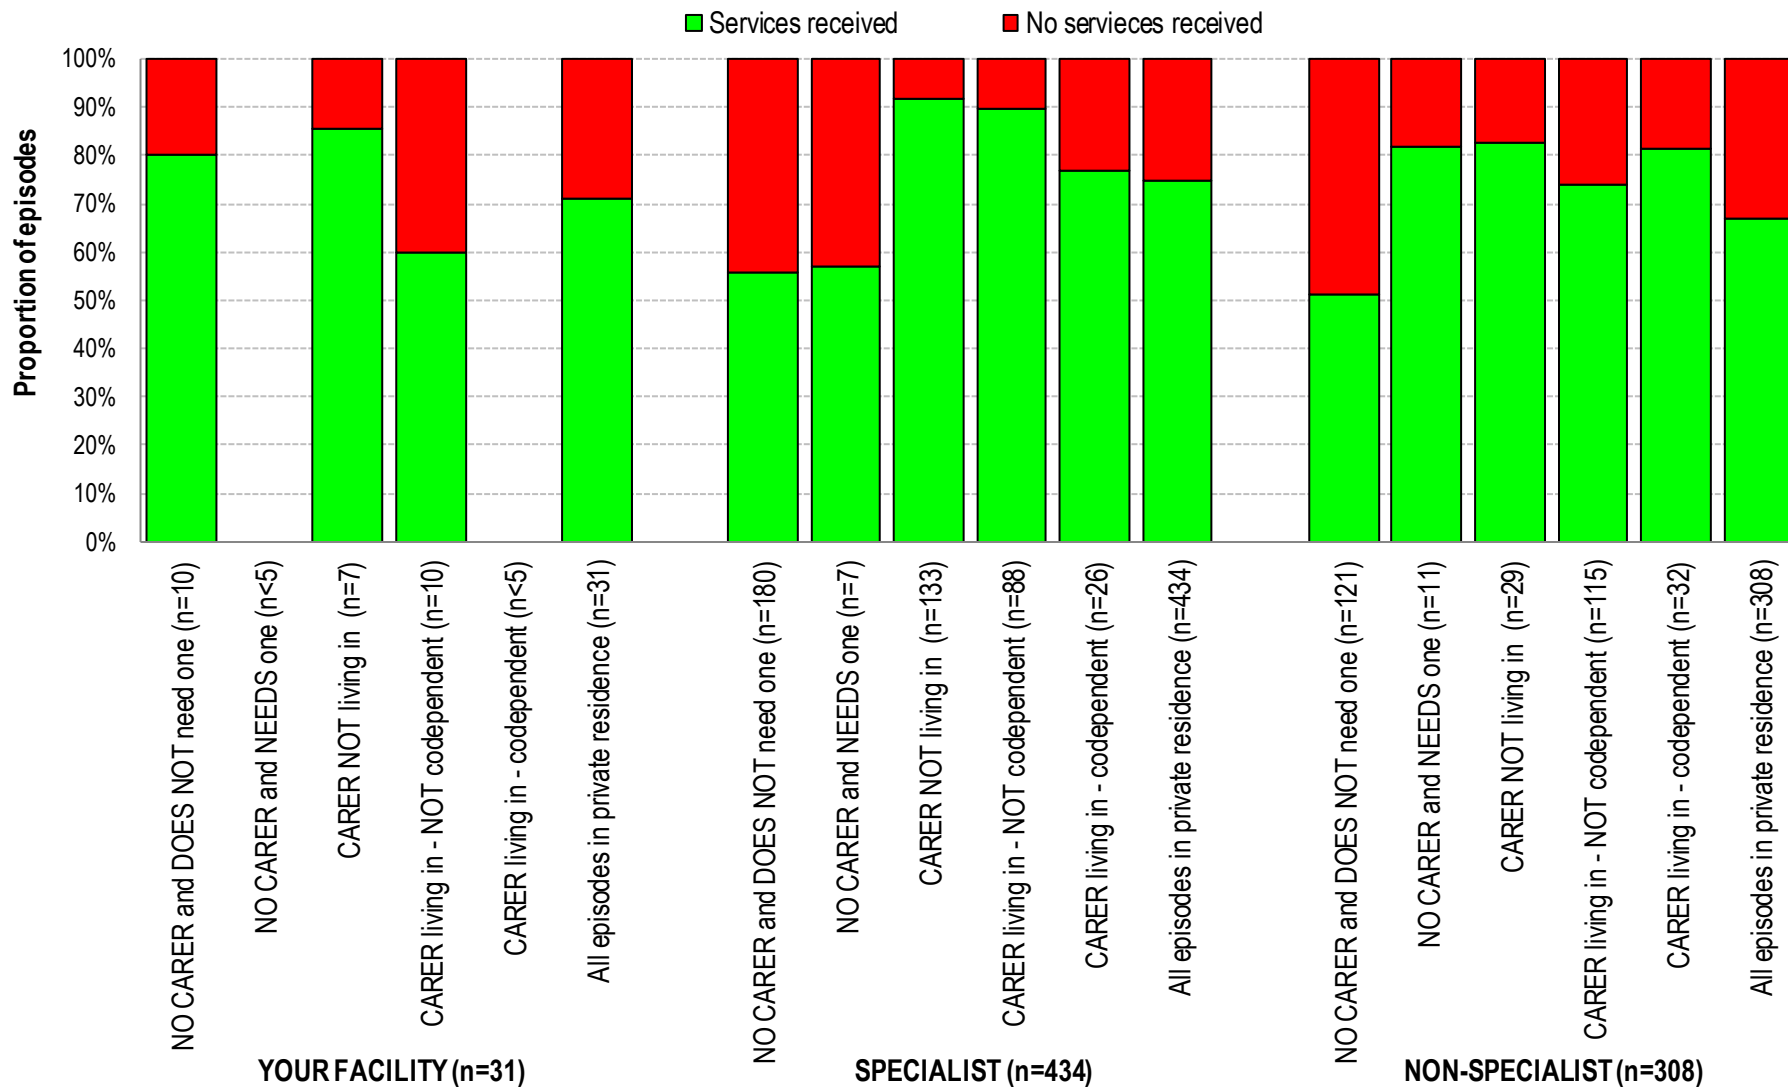 Services received
No servieces received
Proportion of episodes
100%
90%
80%
70%
60%
50%
40%
30%
20%
10%
0%
NO CARER and DOES NOT need one (n=10)
NO CARER and NEEDS one (n<5)
CARER NOT living in (n=7)
CARER living in - NOT codependent (n=10)
CARER living in - codependent (n<5)
All episodes in private residence (n=31)
NO CARER and DOES NOT need one (n=180)
NO CARER and NEEDS one (n=7)
CARER NOT living in (n=133)
CARER living in - NOT codependent (n=88)
CARER living in - codependent (n=26)
All episodes in private residence (n=434)
NO CARER and DOES NOT need one (n=121)
NO CARER and NEEDS one (n=11)
CARER NOT living in (n=29)
CARER living in - NOT codependent (n=115)
CARER living in - codependent (n=32)
All episodes in private residence (n=308)
YOUR FACILITY (n=31)
SPECIALIST (n=434)
NON-SPECIALIST (n=308)